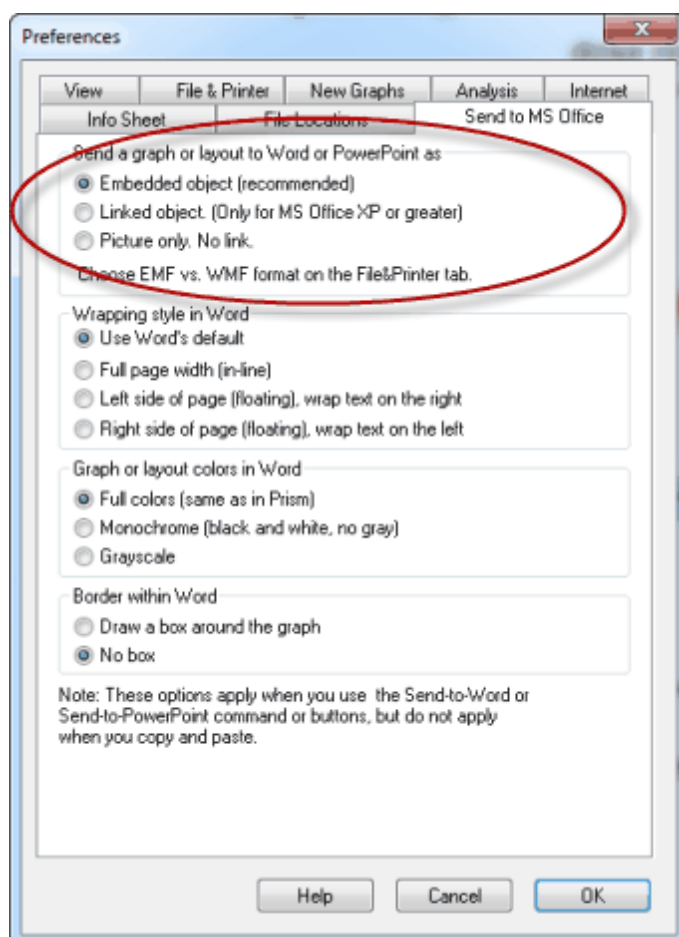 Preferences
View File & Printer New Graphs Analysis Internet
Info Sheet File Locations Send to MS Office
Send a graph or layout to Word or PowerPoint as
Embedded object (recommended)
Linked object. (Only for MS Office XP or greater)
Picture only. No link.
Choose EMF vs. WMF format on the File&Printer tab.
Wrapping style in Word
Use Word's default
Full page width (in-line)
Left side of page (floating), wrap text on the right
Right side of page (floating), wrap text on the left
Graph or layout colors in Word
Full colors (same as in Prism)
Monochrome (black and white, no gray)
Grayscale
Border within Word
Draw a box around the graph
No box
Note: These options apply when you use the Send-to-Word or
Send-to-PowerPoint command or buttons, but do not apply
when you copy and paste.
Help Cancel OK